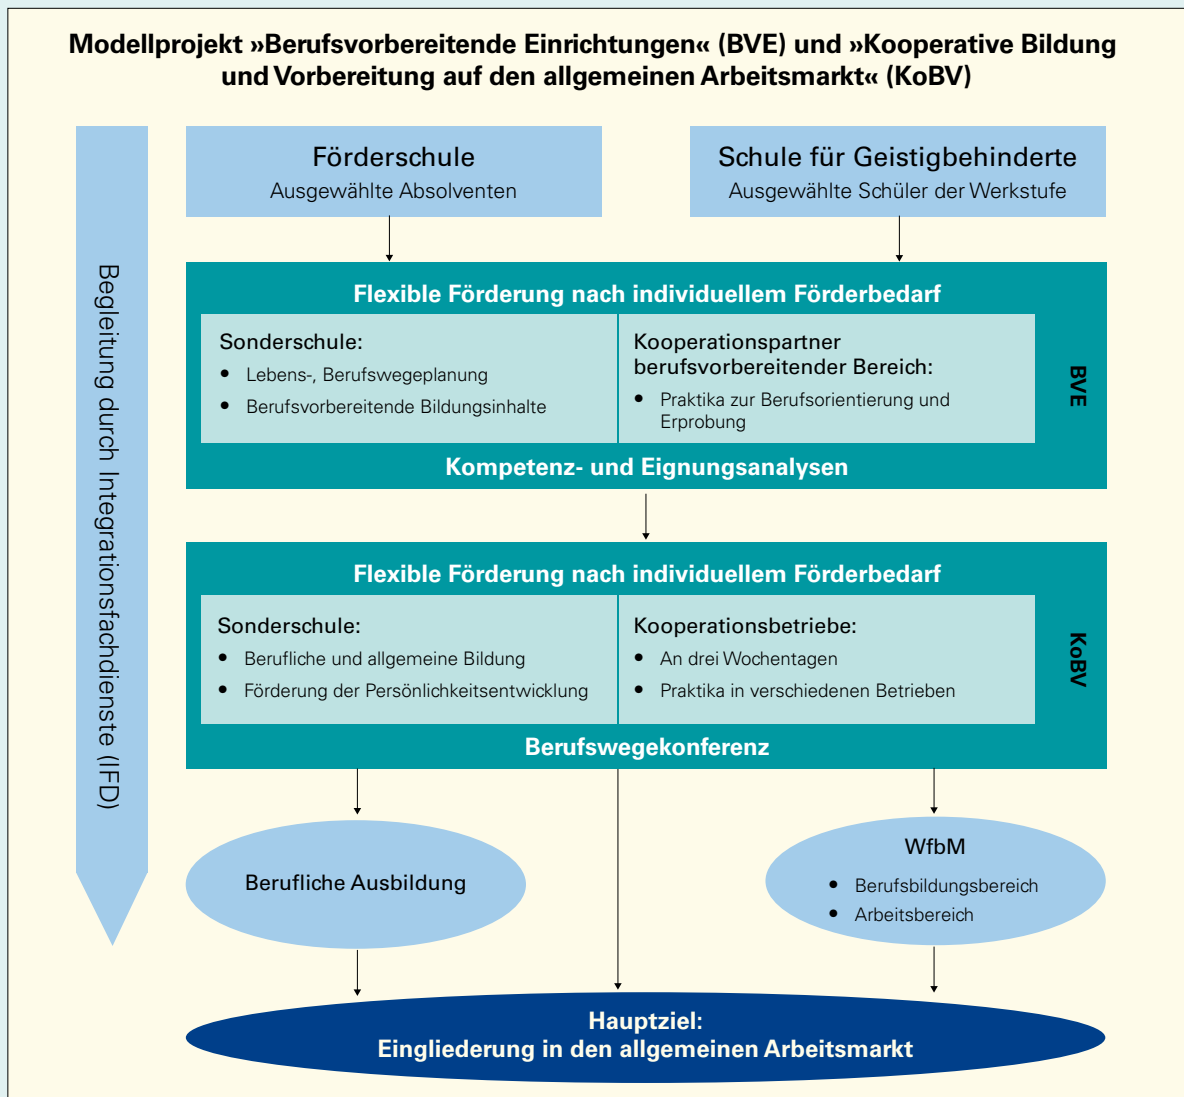 Modellprojekt »Berufsvorbereitende Einrichtungen« (BVE) und »Kooperative Bildung
und Vorbereitung auf den allgemeinen Arbeitsmarkt« (KoBV)
Begleitung durch Integrationsfachdienste (IFD)
Förderschule
Ausgewählte Absolventen
Schule für Geistigbehinderte
Ausgewählte Schüler der Werkstufe
Flexible Förderung nach individuellem Förderbedarf
Sonderschule:
• Lebens-, Berufswegeplanung
• Berufsvorbereitende Bildungsinhalte
Kooperationspartner
berufsvorbereitender Bereich:
• Praktika zur Berufsorientierung und
Erprobung
BVE
Kompetenz- und Eignungsanalysen
Flexible Förderung nach individuellem Förderbedarf
Sonderschule:
• Berufliche und allgemeine Bildung
• Förderung der Persönlichkeitsentwicklung
Kooperationsbetriebe:
• An drei Wochentagen
• Praktika in verschiedenen Betrieben
KoBV
Berufswegekonferenz
Berufliche Ausbildung
WfbM
• Berufsbildungsbereich
• Arbeitsbereich
Hauptziel:
Eingliederung in den allgemeinen Arbeitsmarkt